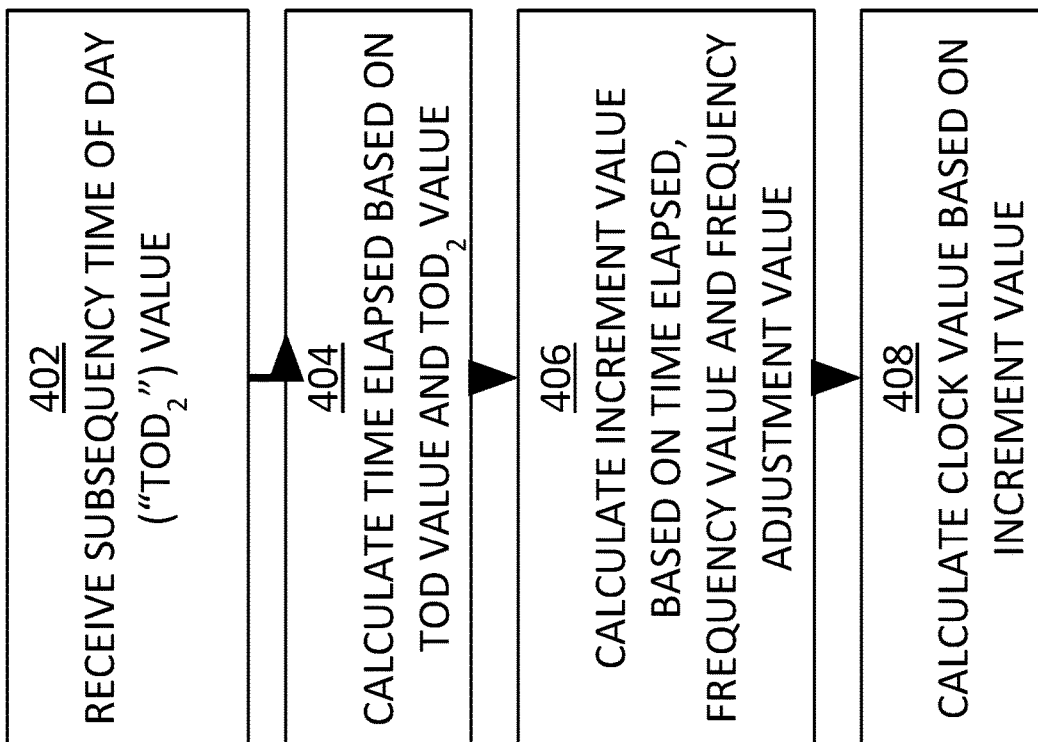 402
RECEIVE SUBSEQUENCY TIME OF DAY
(“TOD₂”) VALUE
404
CALCULATE TIME ELAPSED BASED ON
TOD VALUE AND TOD₂ VALUE
406
CALCULATE INCREMENT VALUE
BASED ON TIME ELAPSED,
FREQUENCY VALUE AND FREQUENCY
ADJUSTMENT VALUE
408
CALCULATE CLOCK VALUE BASED ON
INCREMENT VALUE